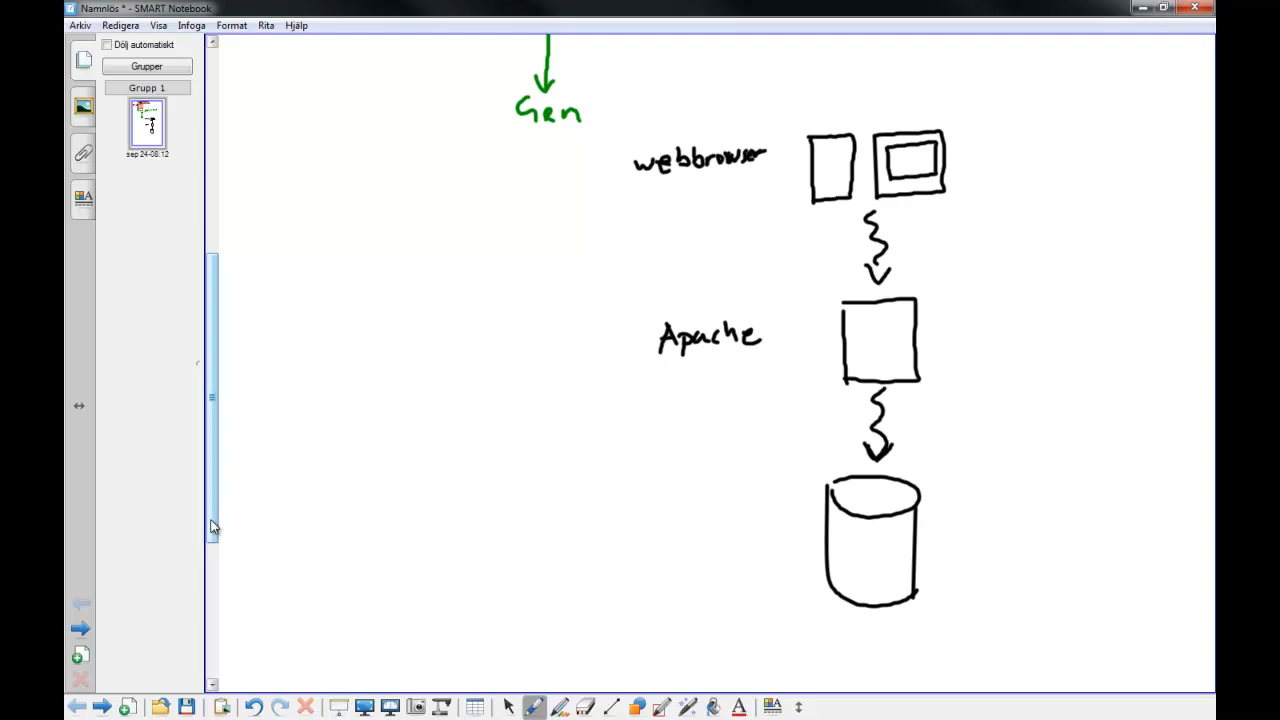 Namnlös * - SMART Notebook
Arkiv Redigera Visa Infoga Format Rita Hjälp
Dölj automatiskt
Grupper
Grupp 1
sep 24-08:12
Gen
webbrowser
Apache